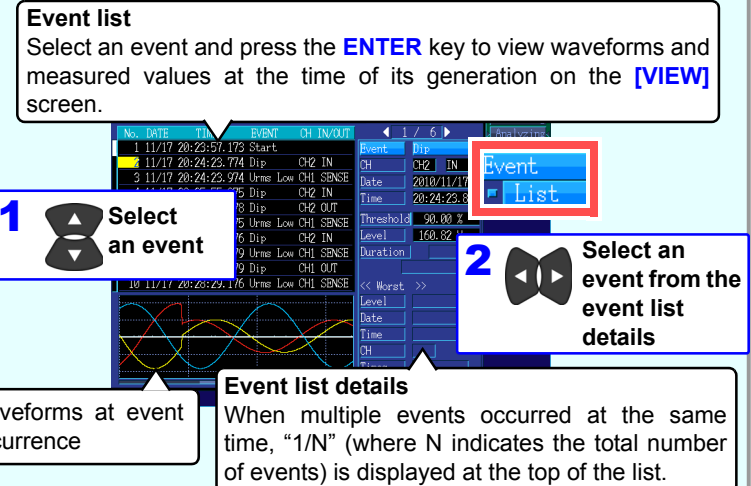 Event list
Select an event and press the ENTER key to view waveforms and
measured values at the time of its generation on the [VIEW]
screen.
No. DATE EVENT CH IN/OUT
1 / 6
Analyzing
1 11/17 20:23:57.173 Start
2 11/17 20:24:23.774 Dip CH2 IN
3 11/17 20:24:23.974 Urms Low CH1 SENSE
Dip CH2 IN
Dip CH2 OUT
Urms Low CH1 SENSE
Dip CH2 IN
Urms Low CH1 SENSE
Dip CH1 OUT
10 11/17 20:28:29.176 Urms Low CH1 SENSE
Event Dip
CH CH2 IN
Date 2010/11/17
Time 20:24:23.8
Threshold 90.00 %
Level 160.82
Duration
<< Worst >>
Level
Date
Time
CH
Event
List
1 Select
an event
2 Select an
event from the
event list
details
veforms at event
currence
Event list details
When multiple events occurred at the same
time, “1/N” (where N indicates the total number
of events) is displayed at the top of the list.